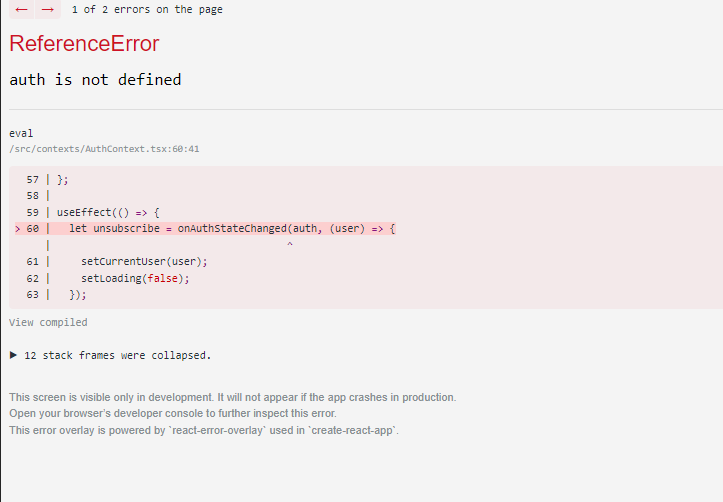 ← → 1 of 2 errors on the page
ReferenceError
auth is not defined
eval
/src/contexts/AuthContext.tsx:60:41
57 | };
58 |
59 | useEffect(() => {
> 60 |   let unsubscribe = onAuthStateChanged(auth, (user) => {
|                                         ^
61 |     setCurrentUser(user);
62 |     setLoading(false);
63 |   });
View compiled
▶ 12 stack frames were collapsed.
This screen is visible only in development. It will not appear if the app crashes in production.
Open your browser's developer console to further inspect this error.
This error overlay is powered by `react-error-overlay` used in `create-react-app`.